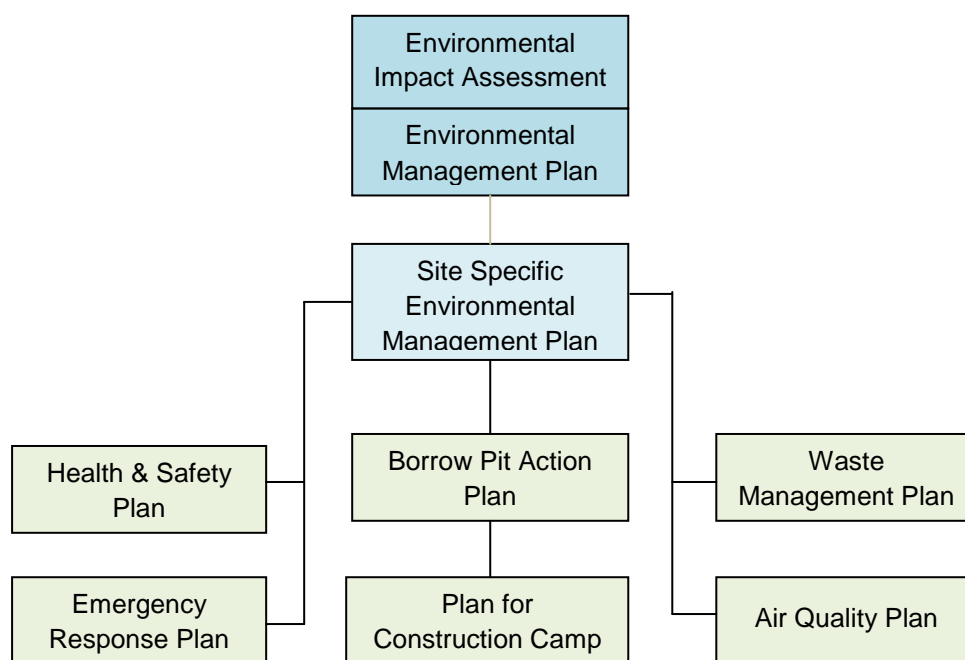 Environmental
Impact Assessment
Environmental
Management Plan
Site Specific
Environmental
Management Plan
Health & Safety
Plan
Borrow Pit Action
Plan
Waste
Management Plan
Emergency
Response Plan
Plan for
Construction Camp
Air Quality Plan